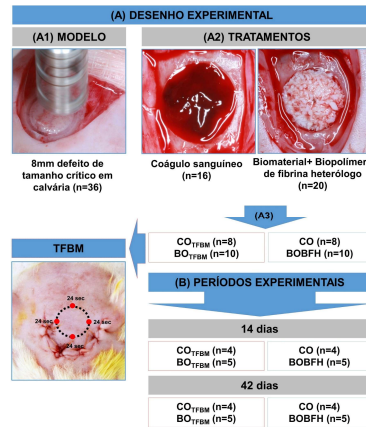 (A) DESENHO EXPERIMENTAL
(A1) MODELO
(A2) TRATAMENTOS
8mm defeito de
tamanho crítico em
calvária (n=36)
Coágulo sanguíneo
(n=16)
Biomaterial+ Biopolímer
de fibrina heterólogo
(n=20)
(A3)
TFBM
CO_TFBM (n=8)
BO_TFBM (n=10)
CO (n=8)
BOBFH (n=10)
24 sec
24 sec
24 sec
24 sec
(B) PERÍODOS EXPERIMENTAIS
14 dias
CO_TFBM (n=4)
BO_TFBM (n=5)
CO (n=4)
BOBFH (n=5)
42 dias
CO_TFBM (n=4)
BO_TFBM (n=5)
CO (n=4)
BOBFH (n=5)